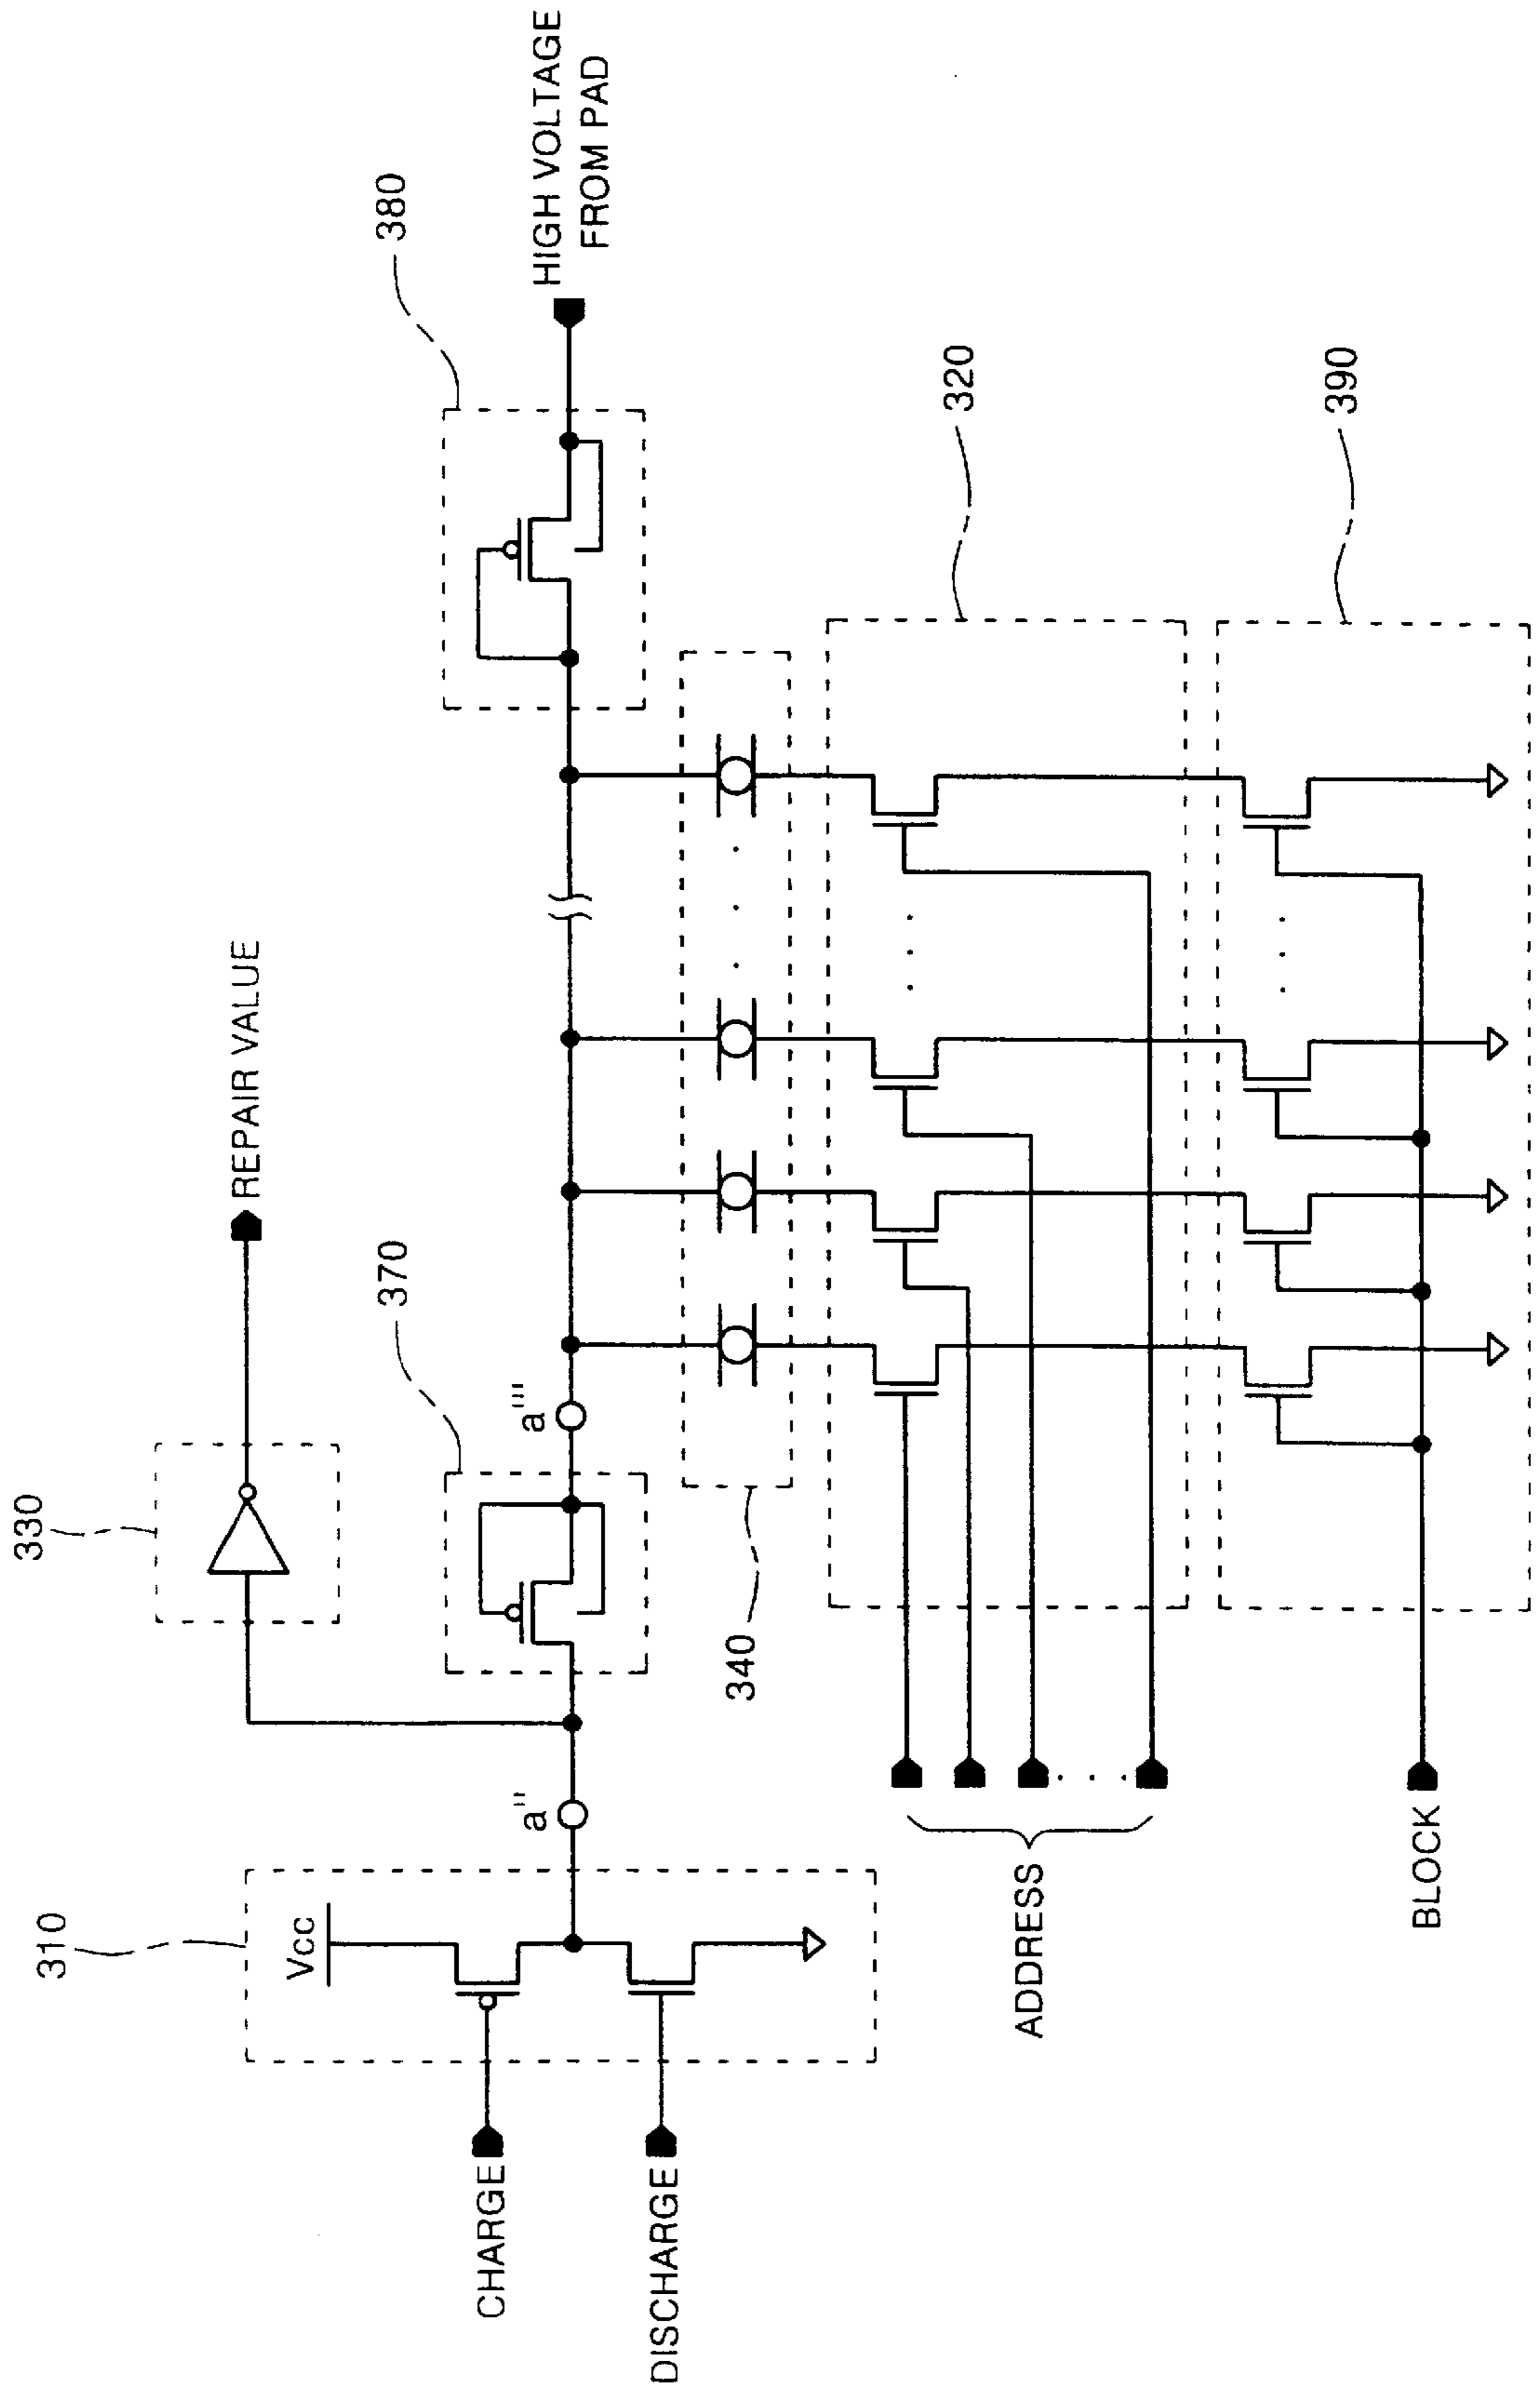 310
Vcc
CHARGE
DISCHARGE
a''
330
REPAIR VALUE
370
a'''
340
380
HIGH VOLTAGE
FROM PAD
320
390
ADDRESS
BLOCK